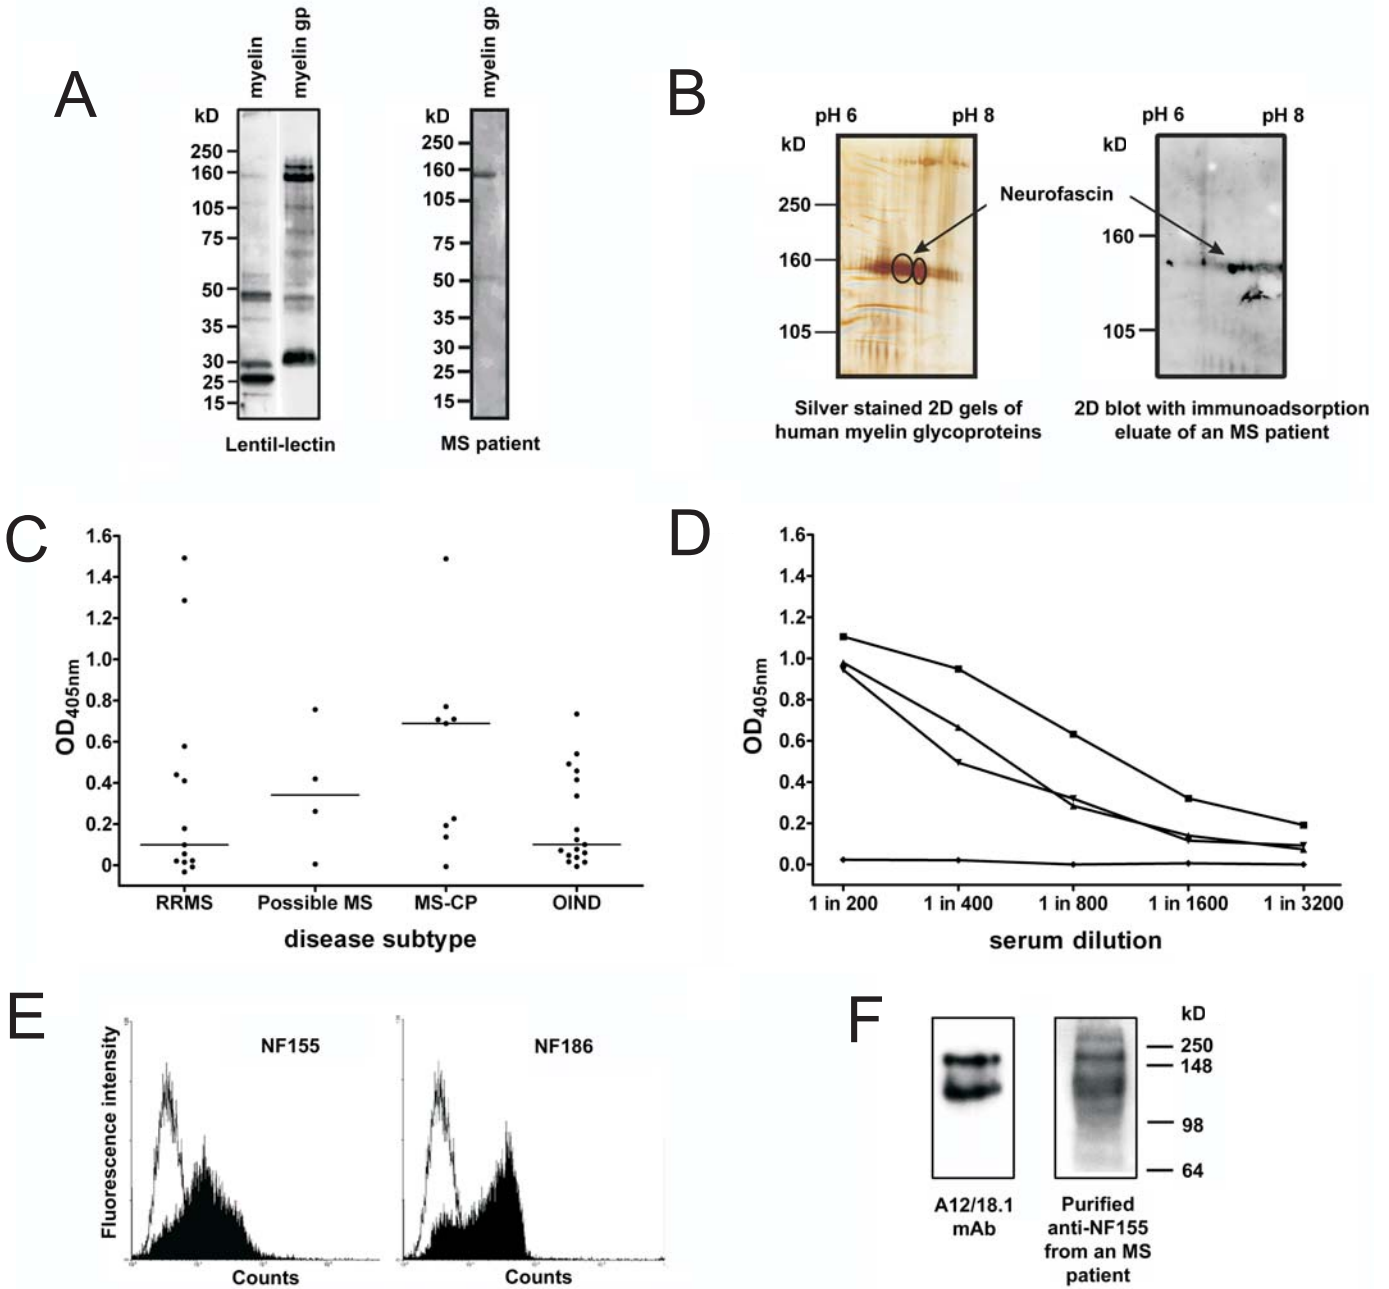 A
myelin
myelin gp
kD
250
160
105
75
50
35
30
25
15
Lentil-lectin
myelin gp
kD
250
160
105
75
50
35
30
25
15
MS patient
B
pH 6 pH 8
kD
250
160
105
Silver stained 2D gels of
human myelin glycoproteins
Neurofascin
pH 6 pH 8
kD
160
105
2D blot with immunoadsorption
eluate of an MS patient
C
OD405nm
1.6
1.4
1.2
1.0
0.8
0.6
0.4
0.2
0
RRMS Possible MS MS-CP OIND
disease subtype
D
OD405nm
1.6
1.4
1.2
1.0
0.8
0.6
0.4
0.2
0.0
1 in 200 1 in 400 1 in 800 1 in 1600 1 in 3200
serum dilution
E
Fluorescence intensity
NF155
Counts
NF186
Counts
F
A12/18.1
mAb
kD
250
148
98
64
Purified
anti-NF155
from an MS
patient